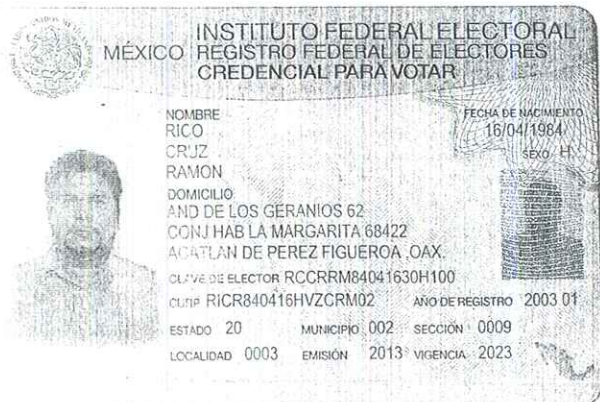 INSTITUTO FEDERAL ELECTORAL
MÉXICO REGISTRO FEDERAL DE ELECTORES
CREDENCIAL PARA VOTAR
NOMBRE
RICO
CRUZ
RAMON
FECHA DE NACIMIENTO
16/04/1984
SEXO H
DOMICILIO
AND DE LOS GERANIOS 62
CONJ HAB LA MARGARITA 68422
ACATLAN DE PEREZ FIGUEROA ,OAX.
CLAVE DE ELECTOR RCCRRM84041630H100
CURP RICR840416HVZCRM02 AÑO DE REGISTRO 2003 01
ESTADO 20 MUNICIPIO 002 SECCIÓN 0009
LOCALIDAD 0003 EMISIÓN 2013 VIGENCIA 2023